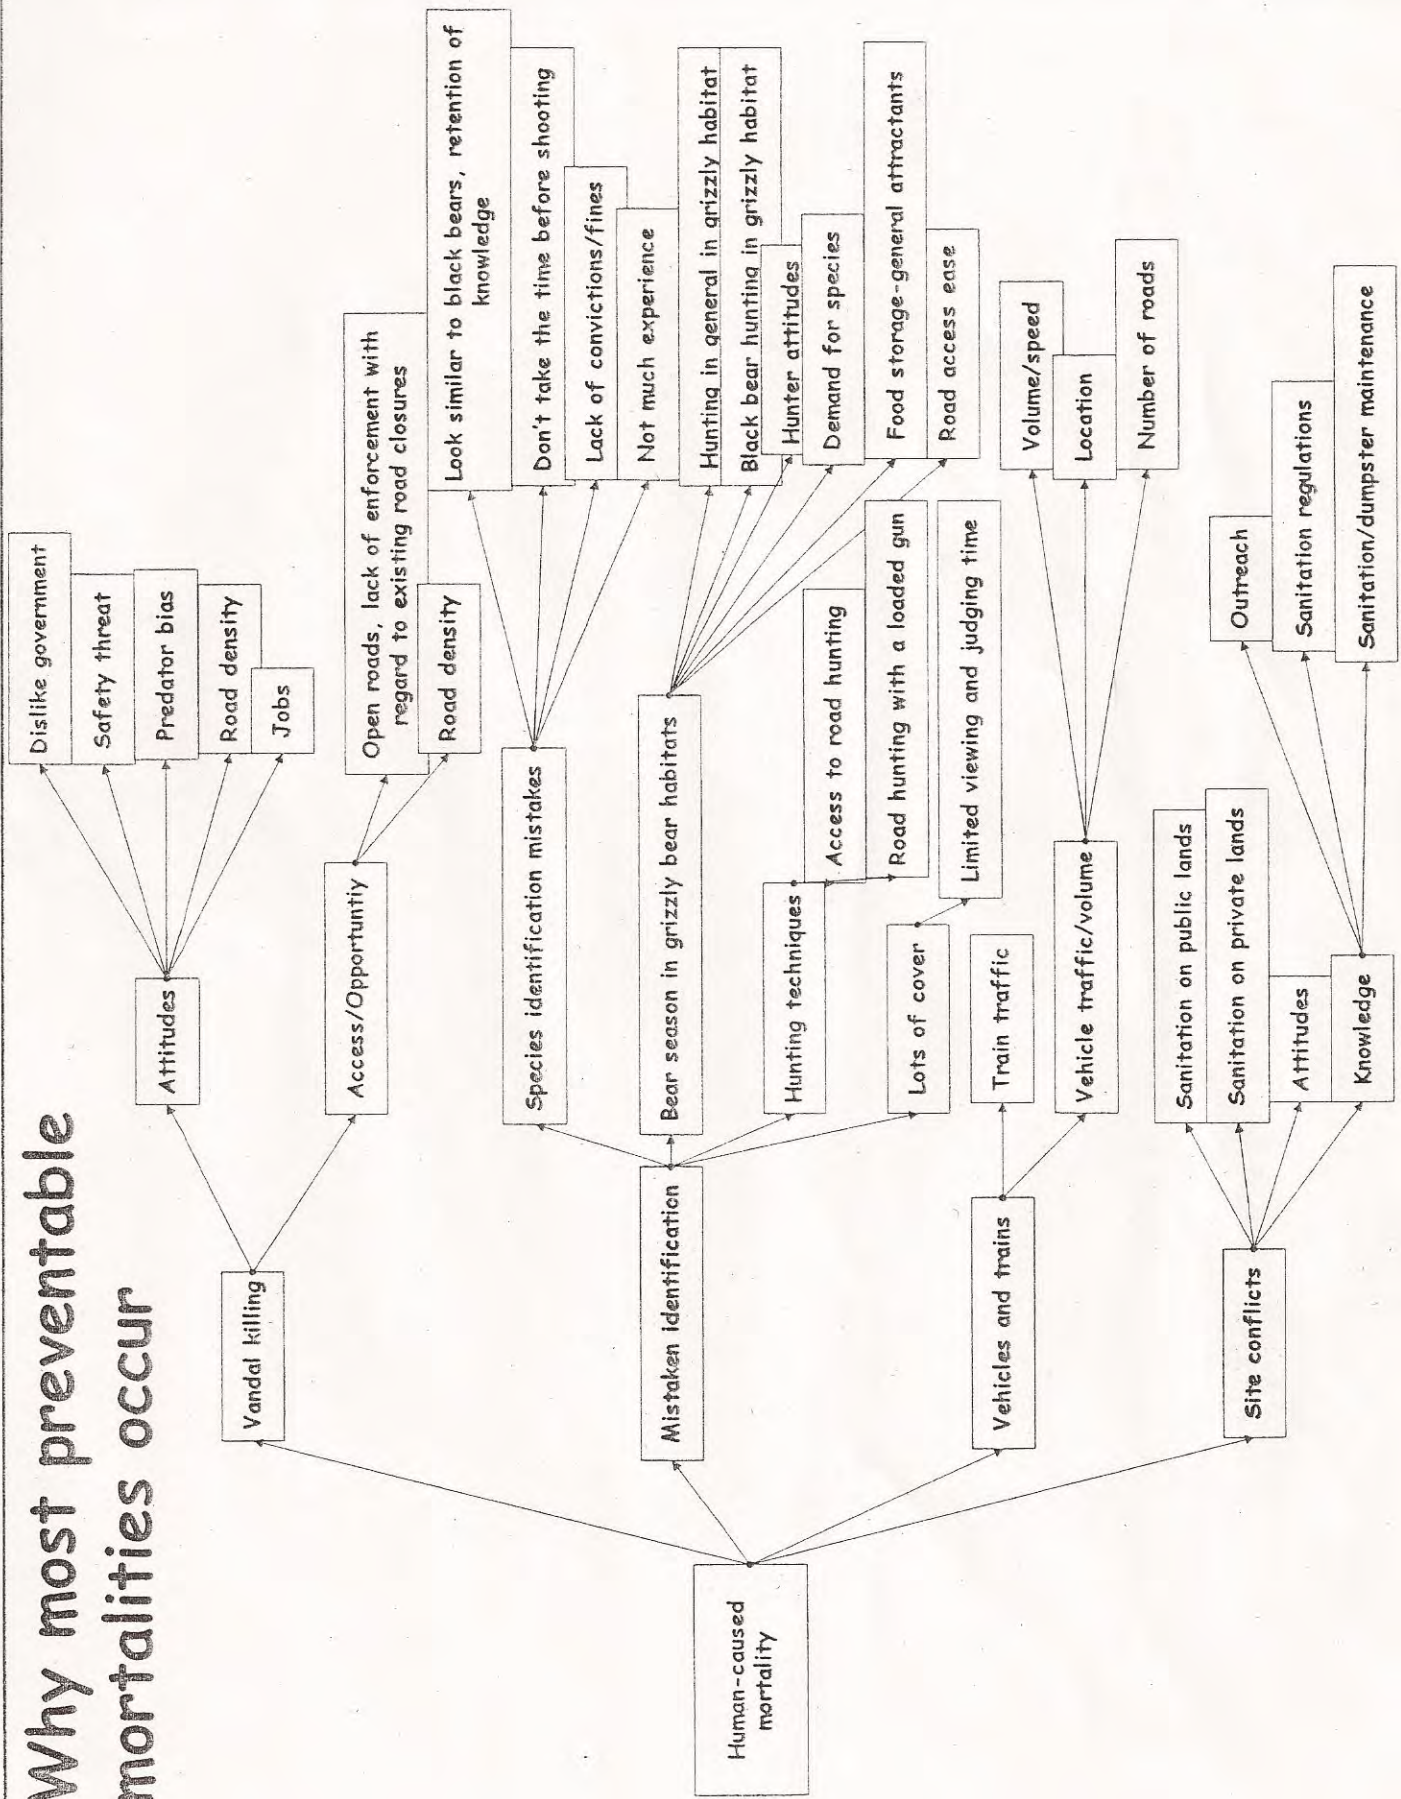 Why most preventable
mortalities occur
Human-caused
mortality
Vandal killing
Attitudes
Dislike government
Safety threat
Predator bias
Road density
Jobs
Access/Opportuntiy
Open roads, lack of enforcement with
regard to existing road closures
Road density
Mistaken identification
Species identification mistakes
Look similar to black bears, retention of
knowledge
Don't take the time before shooting
Lack of convictions/fines
Not much experience
Bear season in grizzly bear habitats
Hunting in general in grizzly habitat
Black bear hunting in grizzly habitat
Hunter attitudes
Demand for species
Food storage-general attractants
Road access ease
Hunting techniques
Access to road hunting
Road hunting with a loaded gun
Lots of cover
Limited viewing and judging time
Vehicles and trains
Train traffic
Vehicle traffic/volume
Volume/speed
Location
Number of roads
Site conflicts
Sanitation on public lands
Sanitation on private lands
Attitudes
Knowledge
Outreach
Sanitation regulations
Sanitation/dumpster maintenance